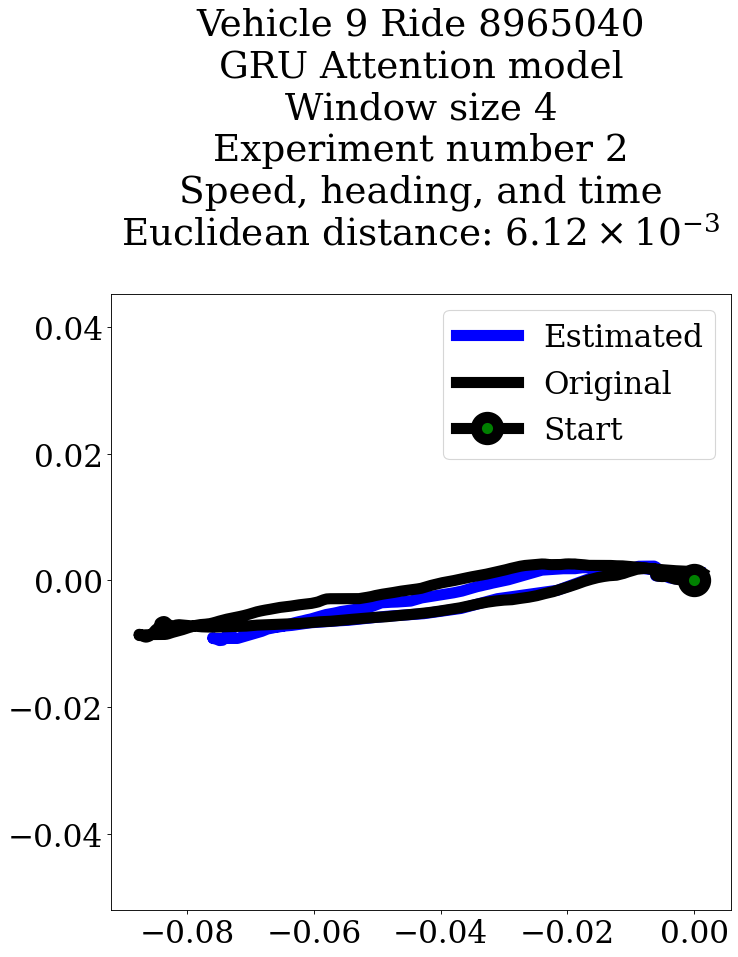 Vehicle 9 Ride 8965040
GRU Attention model
Window size 4
Experiment number 2
Speed, heading, and time
Euclidean distance: 6.12 × 10⁻³
Estimated
Original
Start
0.04
0.02
0.00
−0.02
−0.04
−0.08 −0.06 −0.04 −0.02 0.00